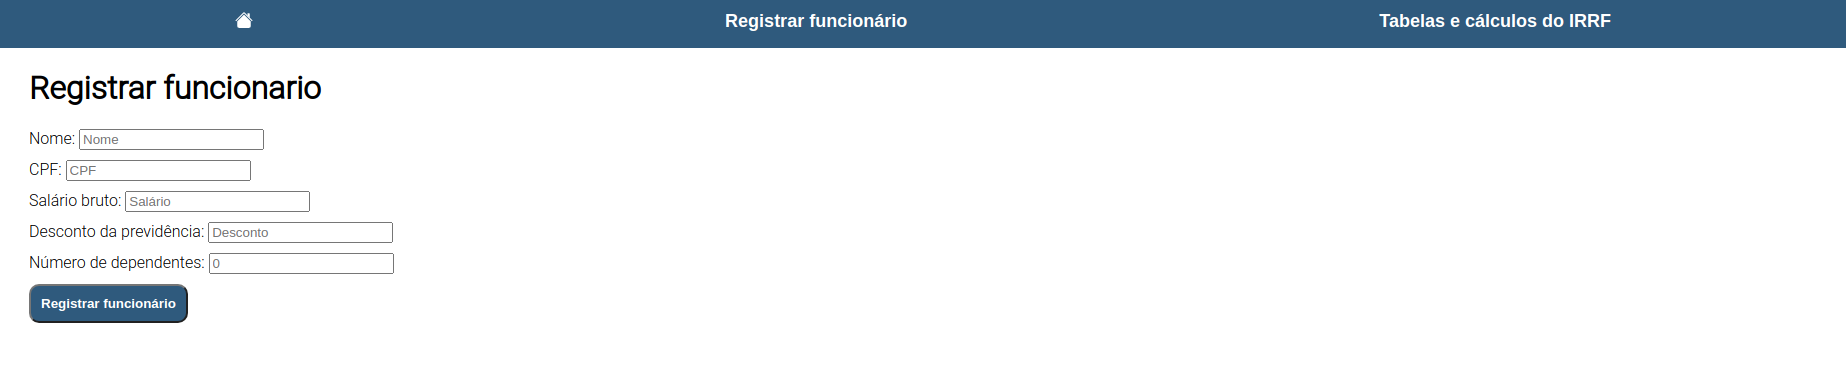 Registrar funcionário Tabelas e cálculos do IRRF
Registrar funcionario
Nome: Nome
CPF: CPF
Salário bruto: Salário
Desconto da previdência: Desconto
Número de dependentes: 0
Registrar funcionário